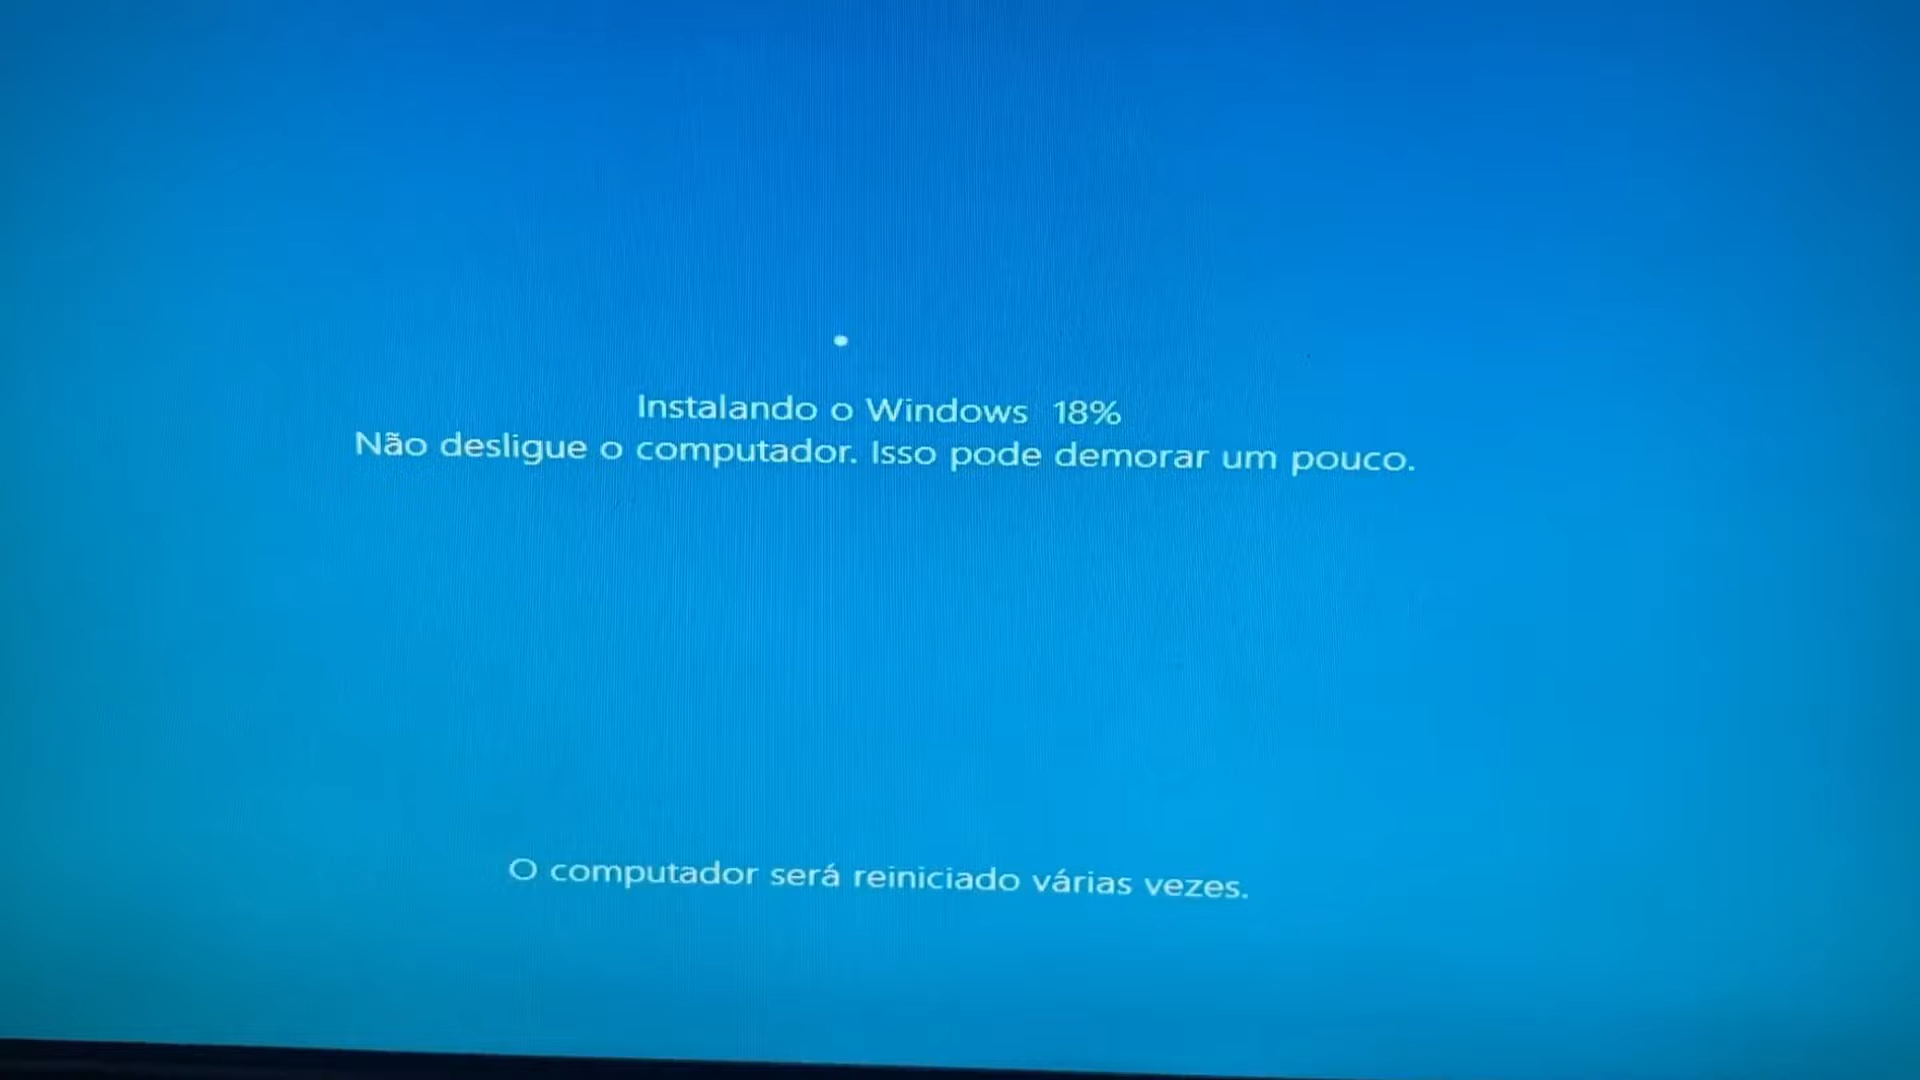 Instalando o Windows 18%
Não desligue o computador. Isso pode demorar um pouco.
O computador será reiniciado várias vezes.